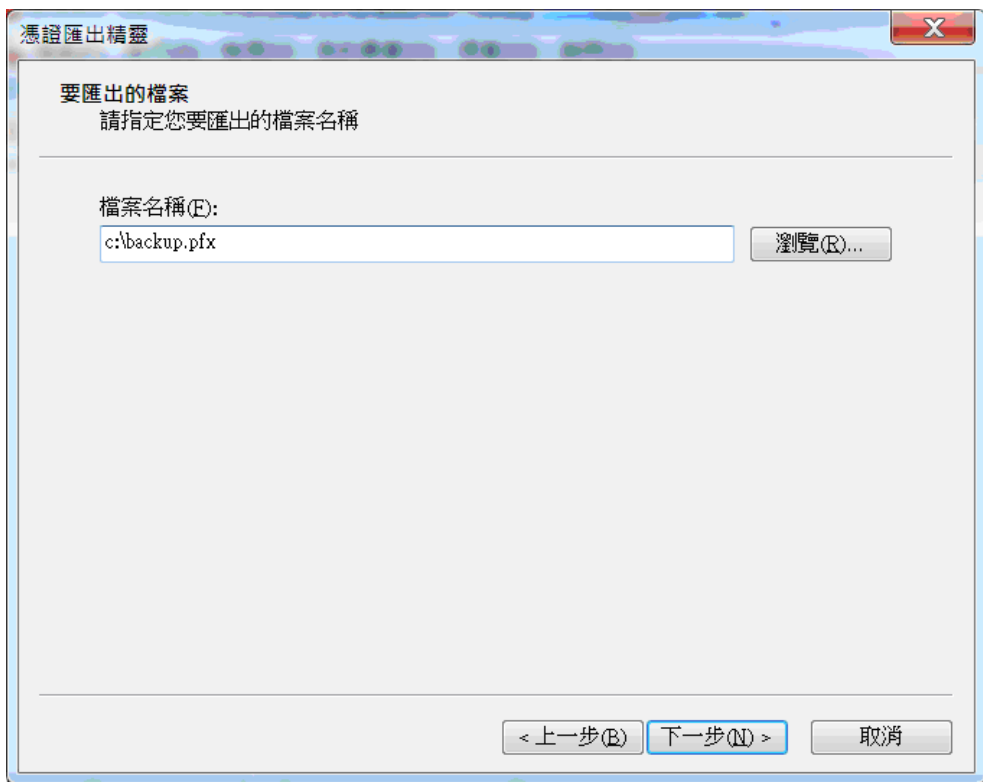 憑證匯出精靈
要匯出的檔案
請指定您要匯出的檔案名稱
檔案名稱(F):
c:\backup.pfx
瀏覽(R)...
< 上一步(B)
下一步(N) >
取消